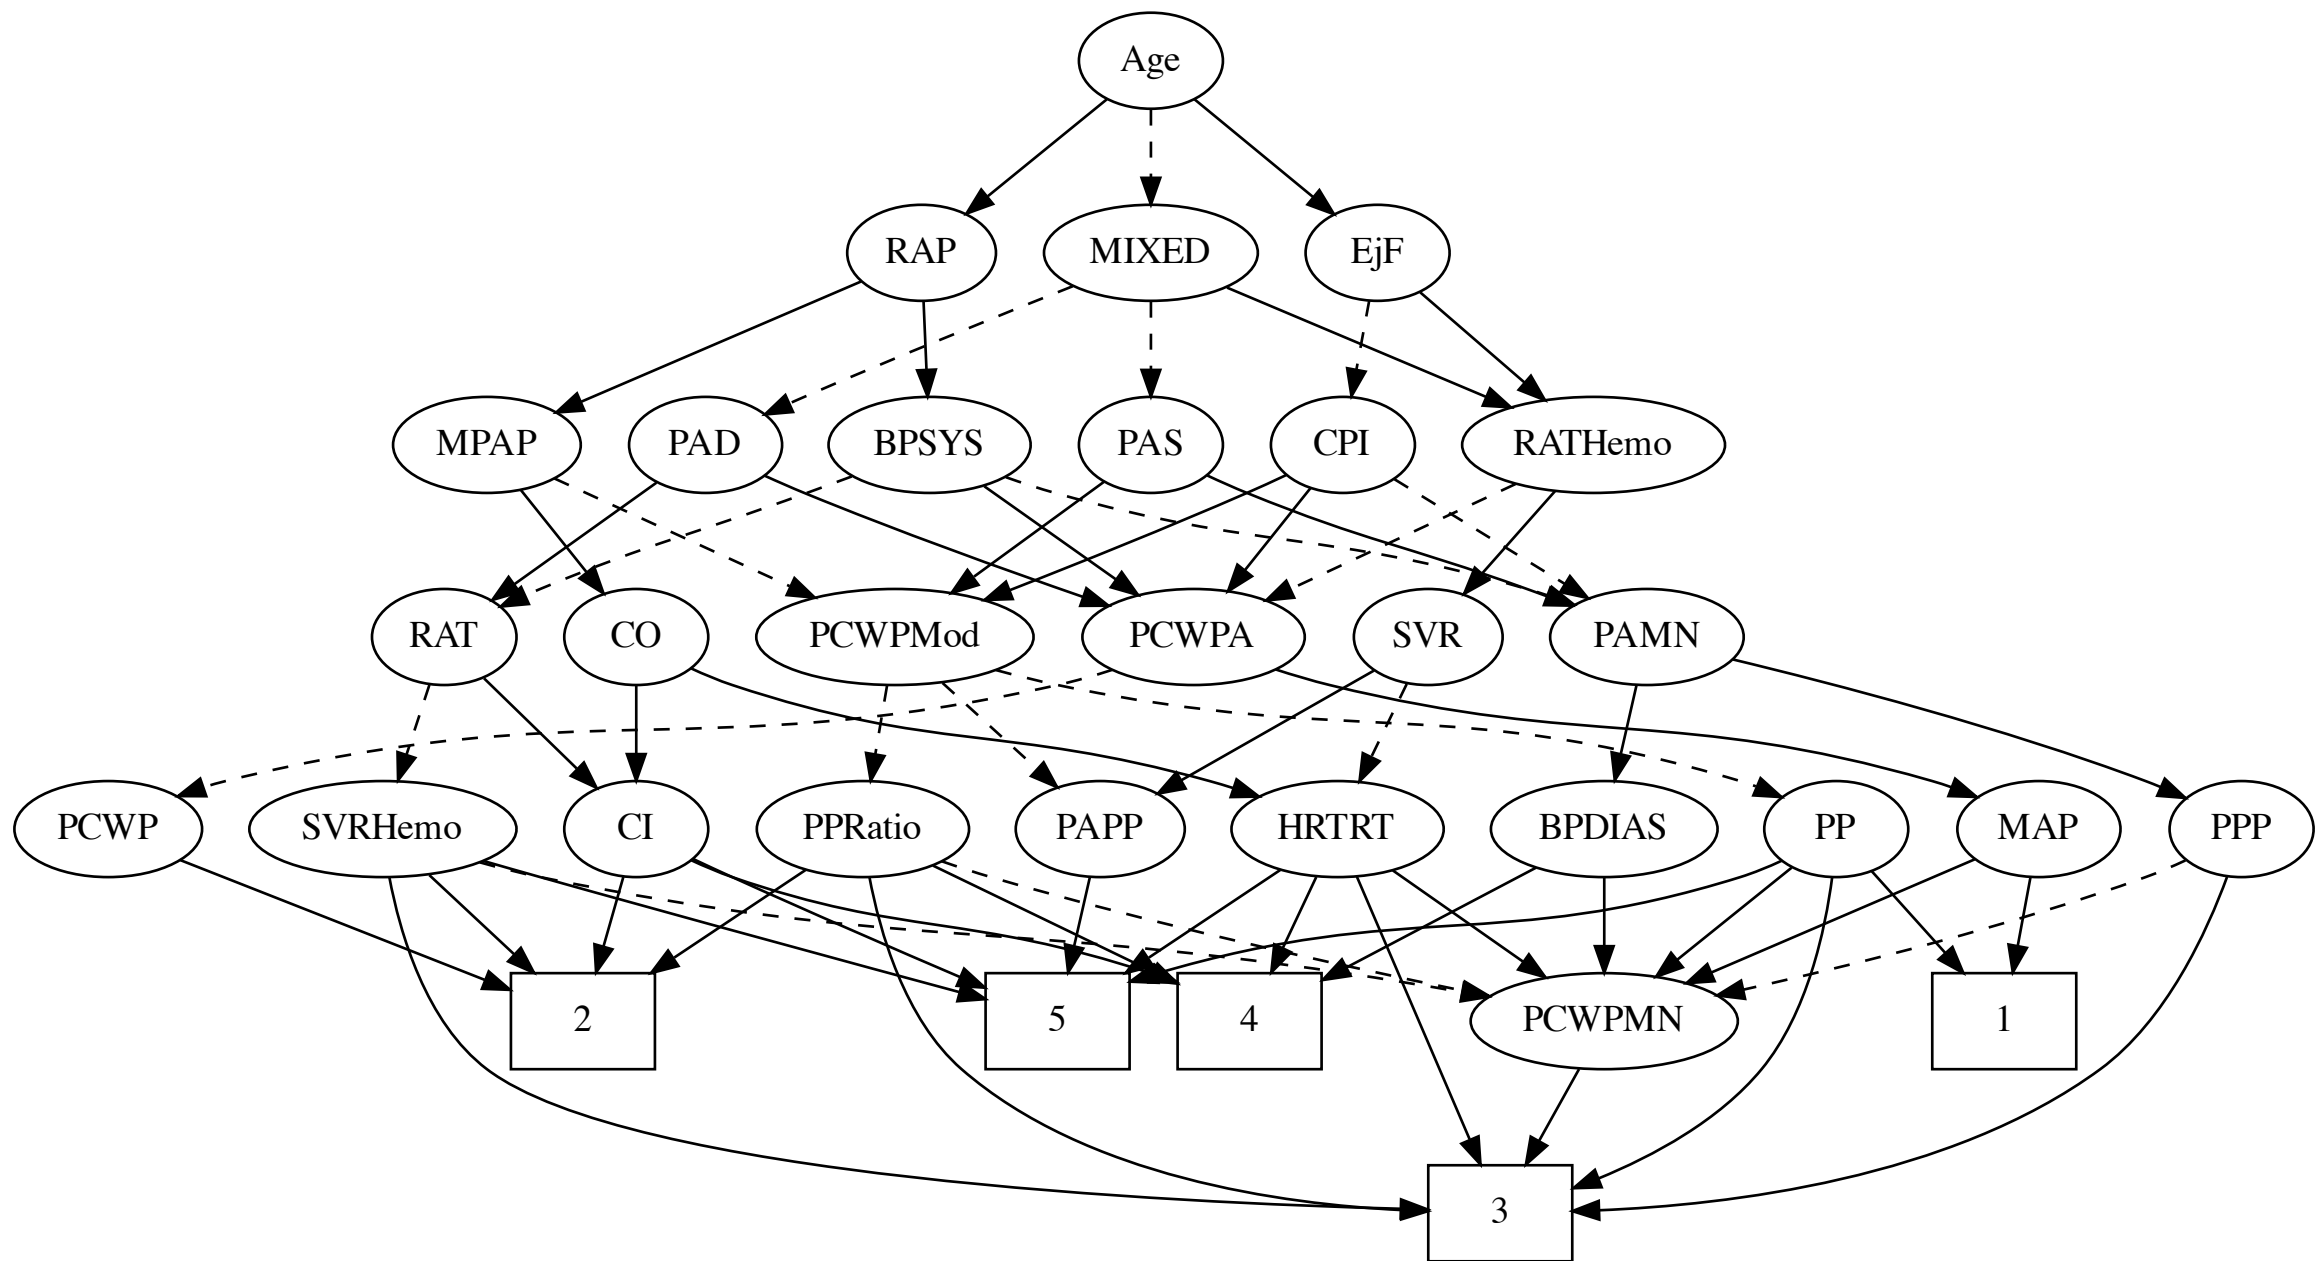 Age
RAP
MIXED
EjF
MPAP
PAD
BPSYS
PAS
CPI
RATHemo
RAT
CO
PCWPMod
PCWPA
SVR
PAMN
PCWP
SVRHemo
CI
PPRatio
PAPP
HRTRT
BPDIAS
PP
MAP
PPP
2
5
4
PCWPMN
1
3